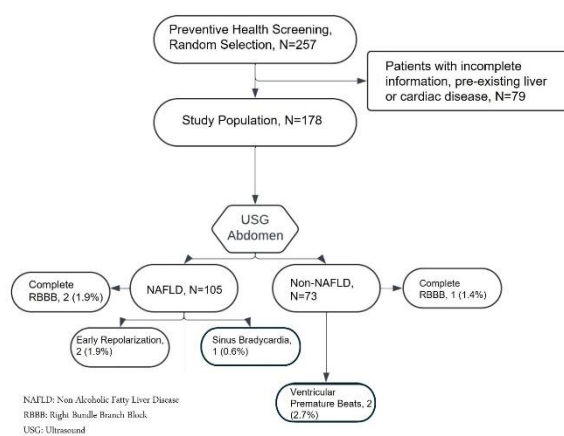 Preventive Health Screening,
Random Selection, N=257
Patients with incomplete
information, pre-existing liver
or cardiac disease, N=79
Study Population, N=178
USG
Abdomen
Complete
RBBB, 2 (1.9%)
NAFLD, N=105
Non-NAFLD,
N=73
Complete
RBBB, 1 (1.4%)
Early Repolarization,
2 (1.9%)
Sinus Bradycardia,
1 (0.6%)
Ventricular
Premature Beats, 2
(2.7%)
NAFLD: Non Alcoholic Fatty Liver Disease
RBBB: Right Bundle Branch Block
USG: Ultrasound